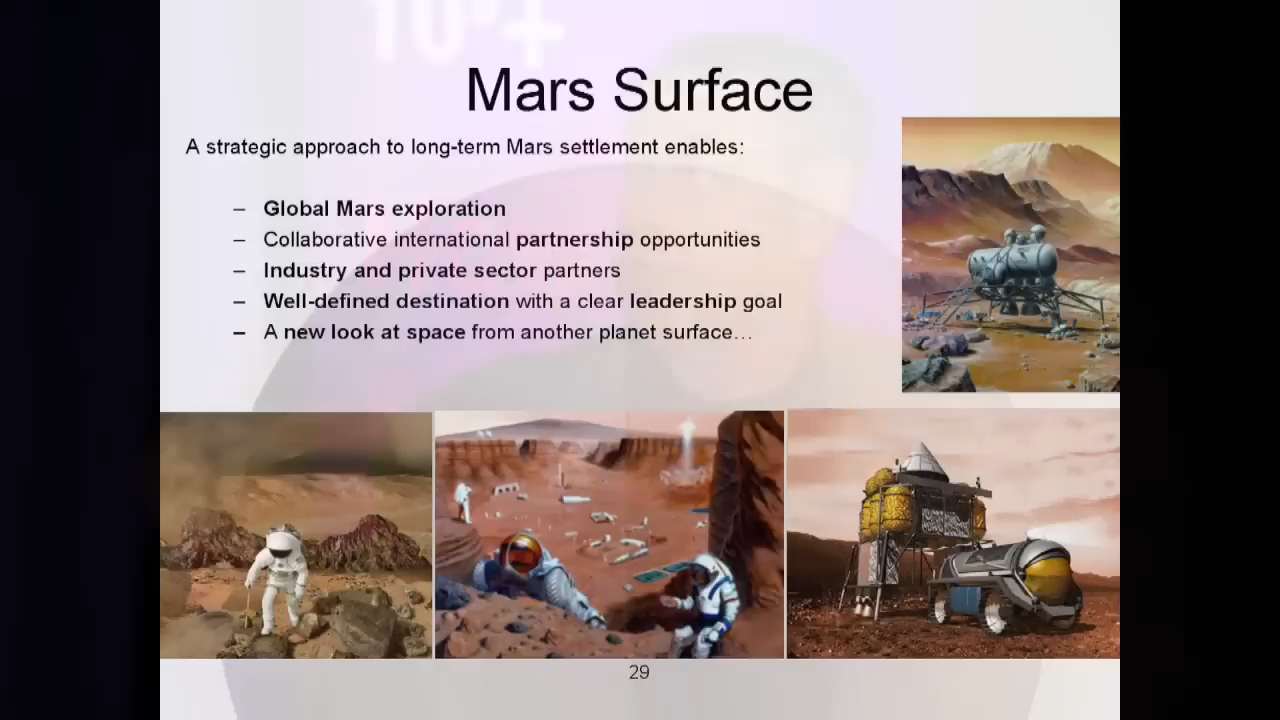 10⁹+
Mars Surface
A strategic approach to long-term Mars settlement enables:
– Global Mars exploration
– Collaborative international partnership opportunities
– Industry and private sector partners
– Well-defined destination with a clear leadership goal
– A new look at space from another planet surface…
29